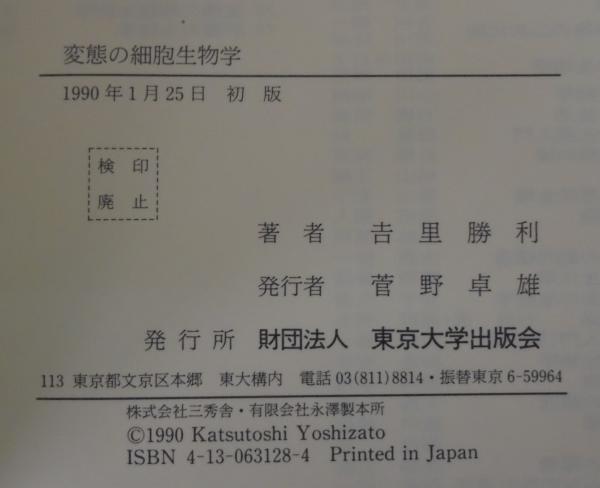 変態の細胞生物学
1990年1月25日 初版
検印
廃止
著者 𠮷里勝利
発行者 菅野卓雄
発行所 財団法人 東京大学出版会
113 東京都文京区本郷 東大構内 電話03(811)8814・振替東京6-59964
株式会社三秀舎・有限会社永澤製本所
©1990 Katsutoshi Yoshizato
ISBN 4-13-063128-4 Printed in Japan